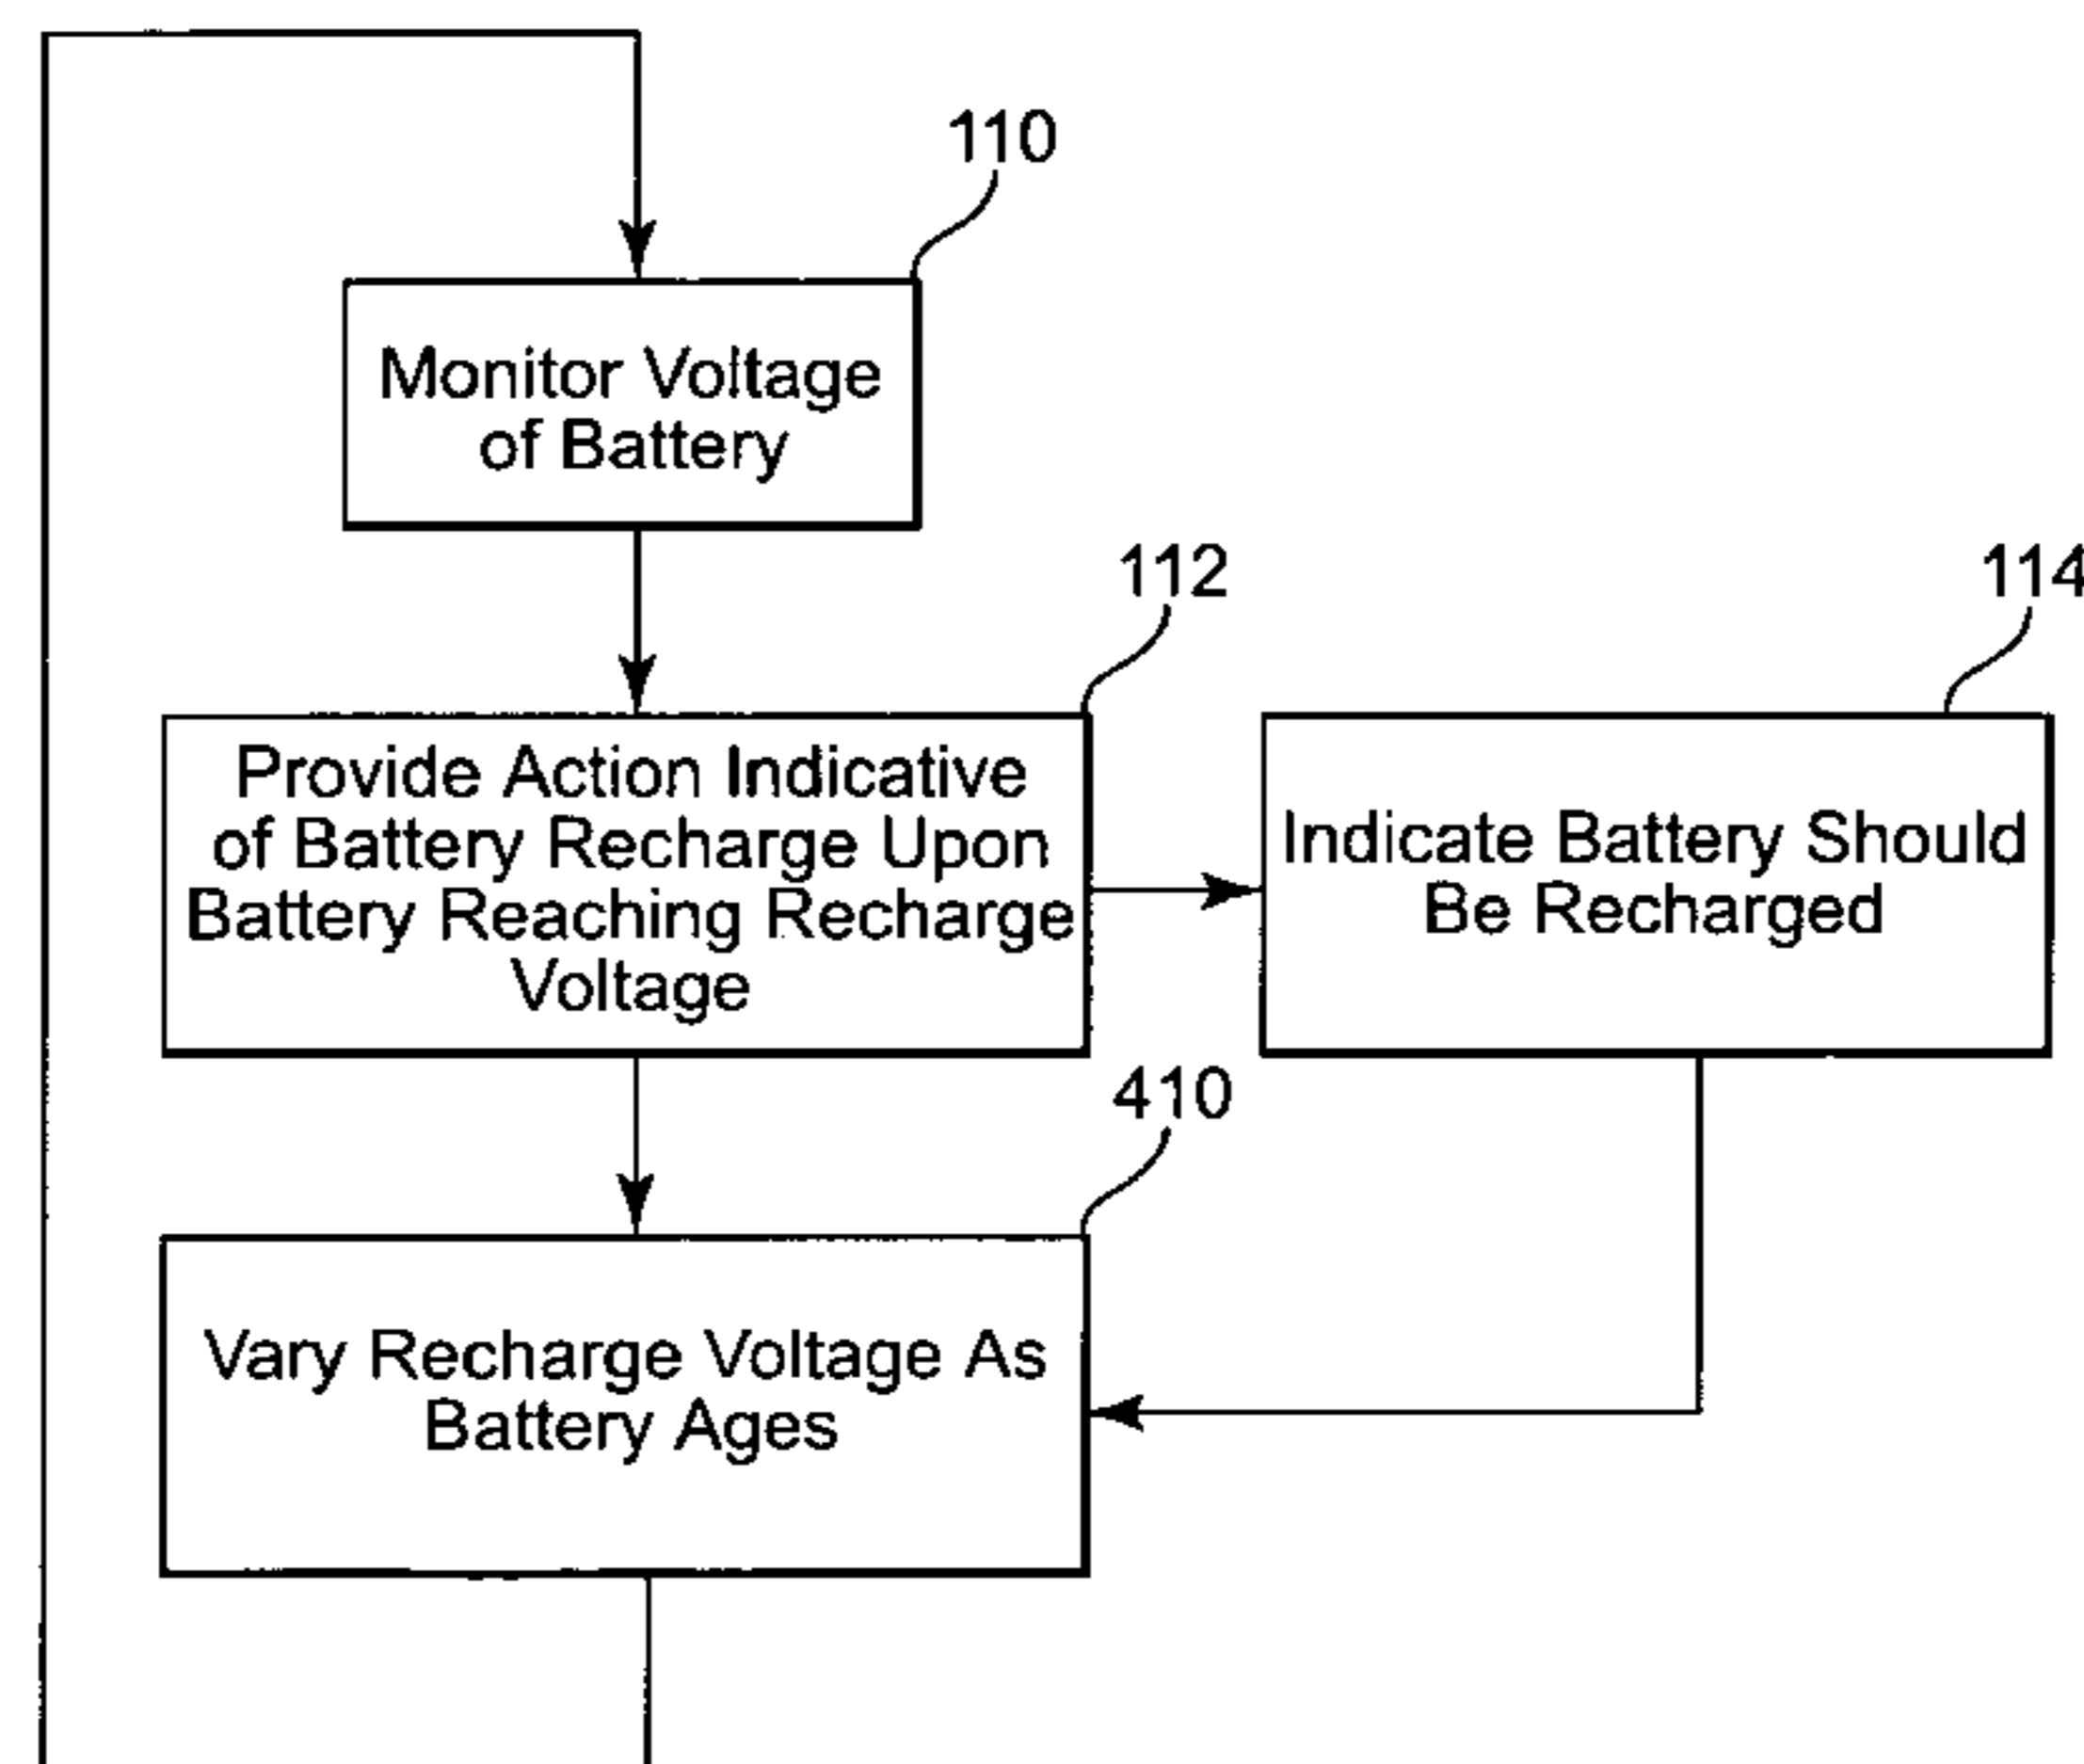 110
Monitor Voltage
of Battery
112
Provide Action Indicative
of Battery Recharge Upon
Battery Reaching Recharge
Voltage
114
Indicate Battery Should
Be Recharged
410
Vary Recharge Voltage As
Battery Ages